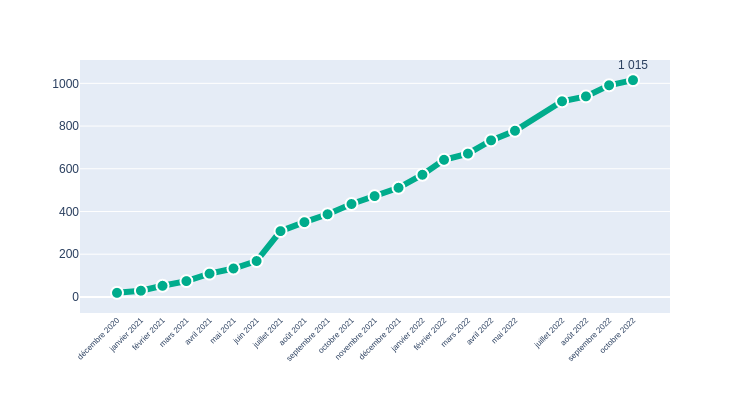 1 015
1000
800
600
400
200
0
décembre 2020
janvier 2021
février 2021
mars 2021
avril 2021
mai 2021
juin 2021
juillet 2021
août 2021
septembre 2021
octobre 2021
novembre 2021
décembre 2021
janvier 2022
février 2022
mars 2022
avril 2022
mai 2022
juillet 2022
août 2022
septembre 2022
octobre 2022